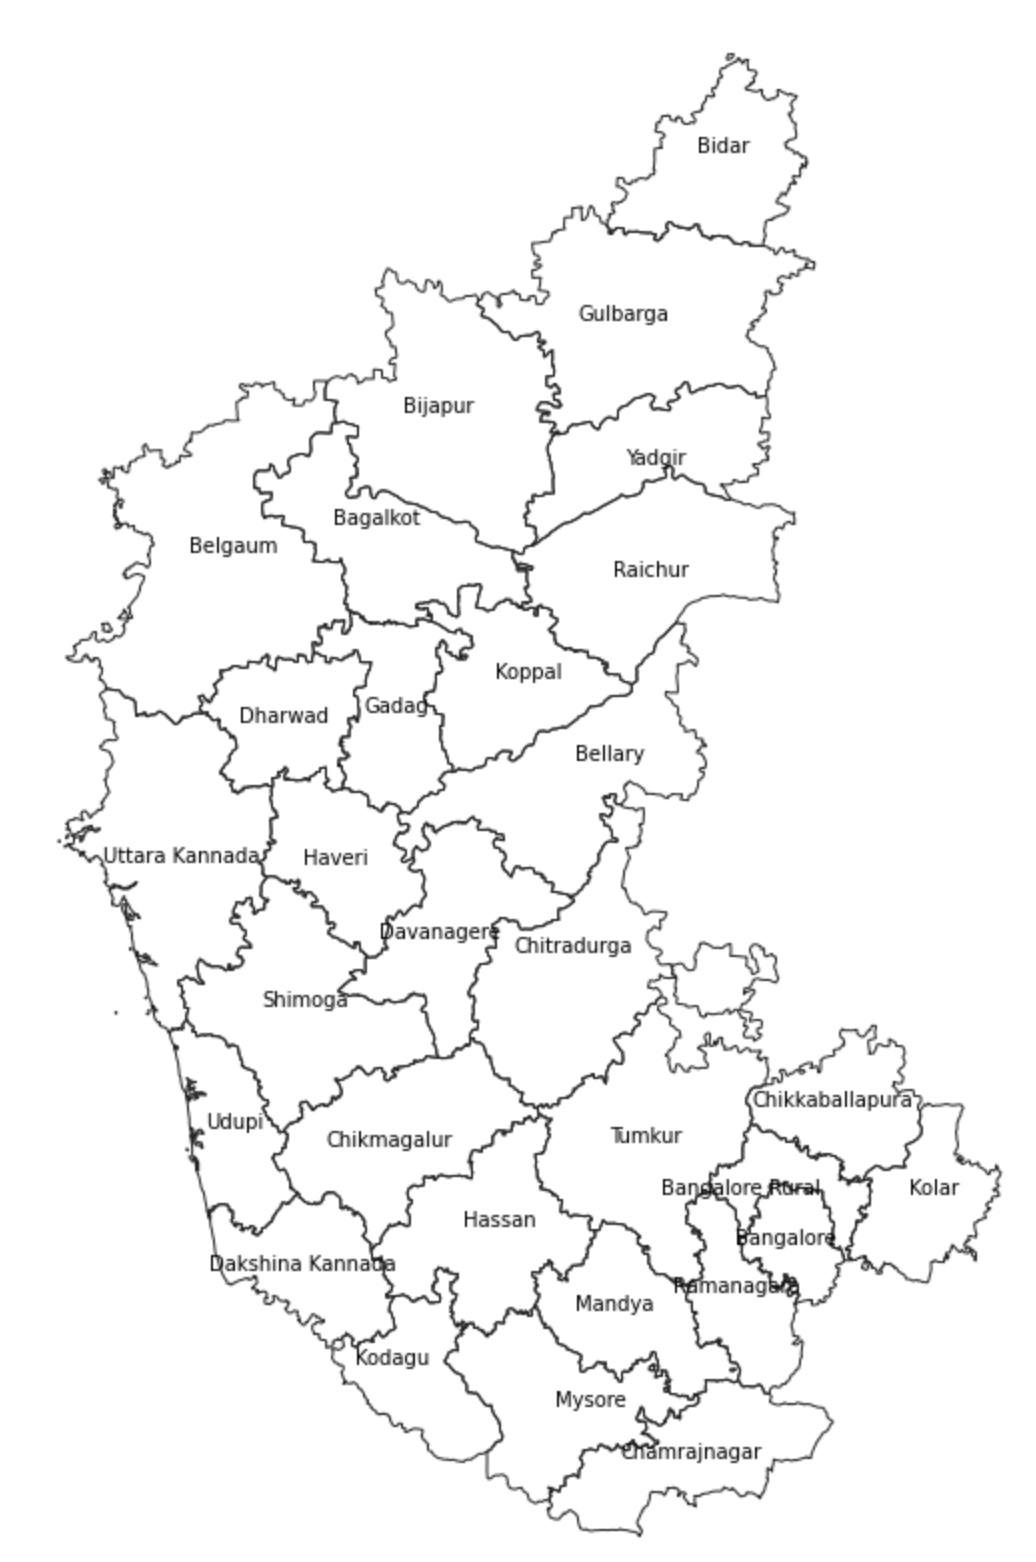 Bidar
Gulbarga
Bijapur
Yadgir
Bagalkot
Belgaum
Raichur
Koppal
Gadag
Dharwad
Bellary
Uttara Kannada
Haveri
Davanagere
Chitradurga
Shimoga
Chikkaballapura
Udupi
Tumkur
Chikmagalur
Bangalore Rural
Kolar
Hassan
Bangalore
Dakshina Kannada
Ramanagara
Mandya
Kodagu
Mysore
Chamrajnagar